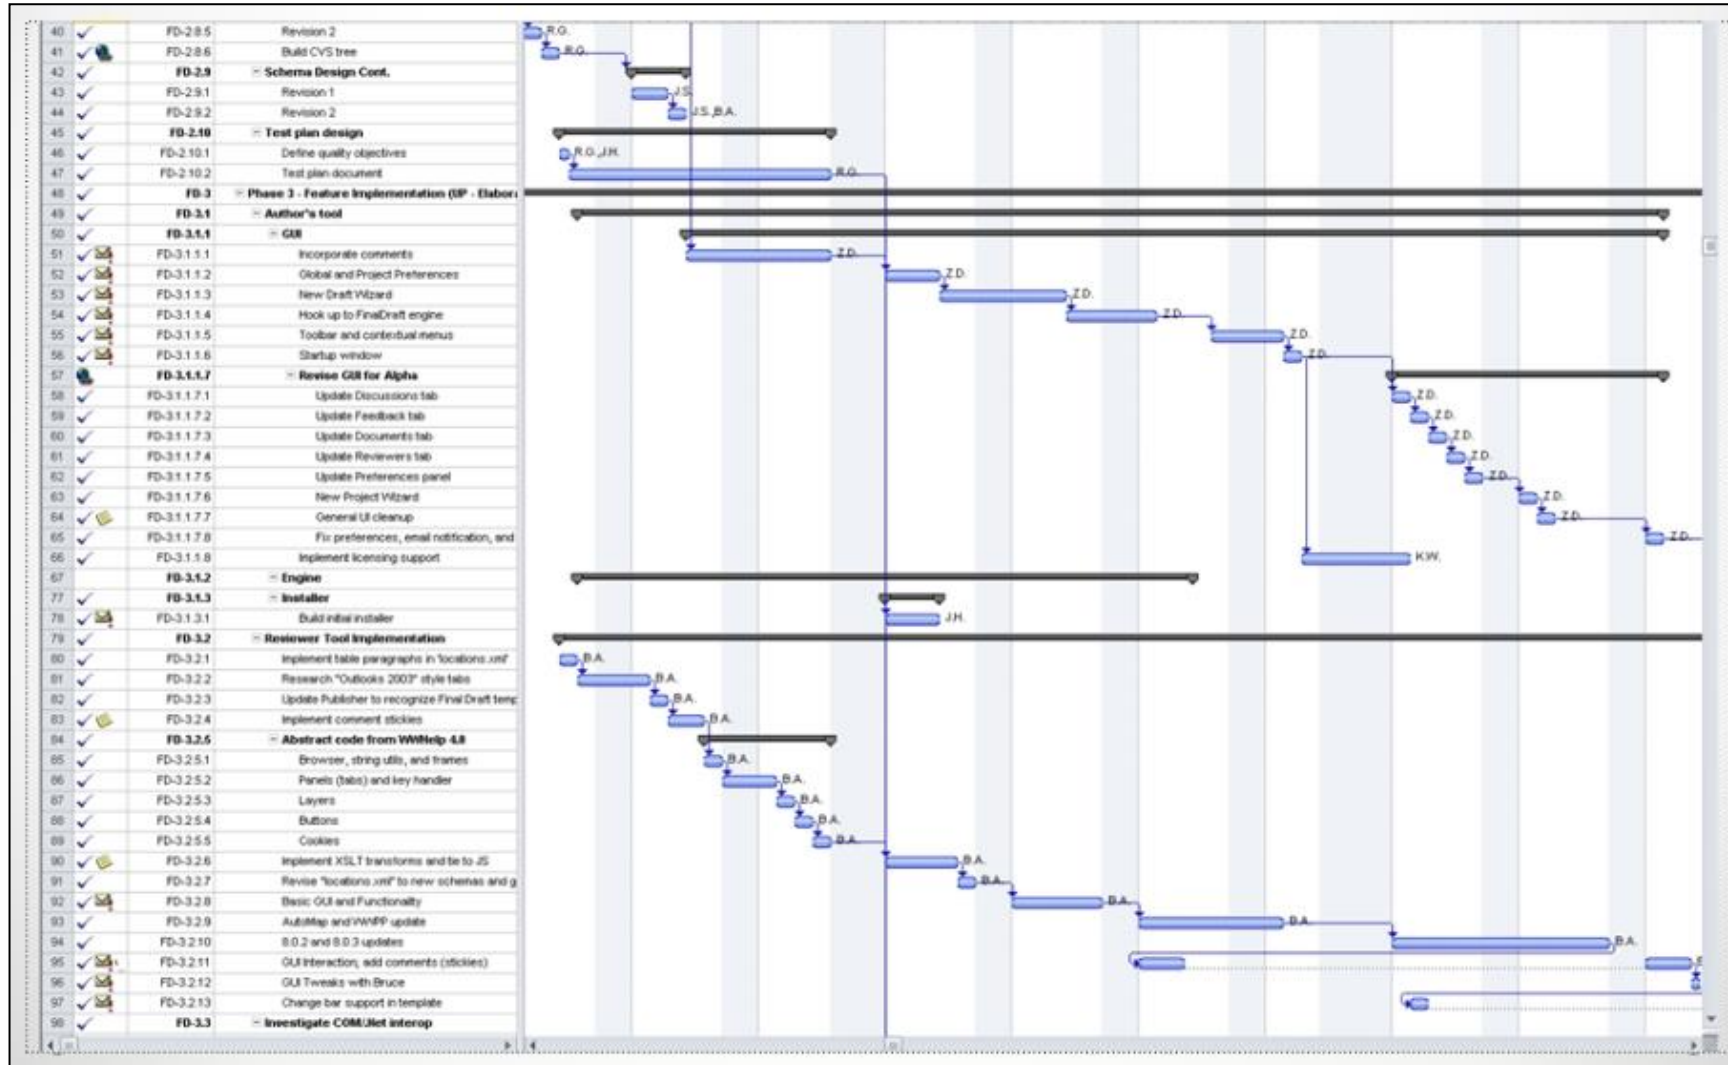 40 FD-2.8.5 Revision 2 R.G.
41 FD-2.8.6 Build CVS tree R.G.
42 FD-2.9 Schema Design Cont.
43 FD-2.9.1 Revision 1 J.S.
44 FD-2.9.2 Revision 2 J.S.,B.A.
45 FD-2.10 Test plan design
46 FD-2.10.1 Define quality objectives R.G.,J.H.
47 FD-2.10.2 Test plan document R.G.
48 FD-3 Phase 3 - Feature Implementation (UP - Elabora
49 FD-3.1 Author's tool
50 FD-3.1.1 GUI
51 FD-3.1.1.1 Incorporate comments Z.D.
52 FD-3.1.1.2 Global and Project Preferences Z.D.
53 FD-3.1.1.3 New Draft Wizard Z.D.
54 FD-3.1.1.4 Hook up to FinalDraft engine Z.D.
55 FD-3.1.1.5 Toolbar and contextual menus Z.D.
56 FD-3.1.1.6 Startup window Z.D.
57 FD-3.1.1.7 Revise GUI for Alpha
58 FD-3.1.1.7.1 Update Discussions tab Z.D.
59 FD-3.1.1.7.2 Update Feedback tab Z.D.
60 FD-3.1.1.7.3 Update Documents tab Z.D.
61 FD-3.1.1.7.4 Update Reviewers tab Z.D.
62 FD-3.1.1.7.5 Update Preferences panel Z.D.
63 FD-3.1.1.7.6 New Project Wizard Z.D.
64 FD-3.1.1.7.7 General UI cleanup Z.D.
65 FD-3.1.1.7.8 Fix preferences, email notification, and Z.D.
66 FD-3.1.1.8 Implement licensing support K.W.
67 FD-3.1.2 Engine
77 FD-3.1.3 Installer
78 FD-3.1.3.1 Build initial installer J.H.
79 FD-3.2 Reviewer Tool Implementation
80 FD-3.2.1 Implement table paragraphs in "locations.xml" B.A.
81 FD-3.2.2 Research "Outlooks 2003" style tabs B.A.
82 FD-3.2.3 Update Publisher to recognize Final Draft temp B.A.
83 FD-3.2.4 Implement comment stickies B.A.
84 FD-3.2.5 Abstract code from WWHelp 4.0
85 FD-3.2.5.1 Browser, string utils, and frames B.A.
86 FD-3.2.5.2 Panels (tabs) and key handler B.A.
87 FD-3.2.5.3 Layers B.A.
88 FD-3.2.5.4 Buttons B.A.
89 FD-3.2.5.5 Cookies B.A.
90 FD-3.2.6 Implement XSLT transforms and tie to JS B.A.
91 FD-3.2.7 Revise "locations.xml" to new schemas and g B.A.
92 FD-3.2.8 Basic GUI and Functionality B.A.
93 FD-3.2.9 AutoMap and WWPP update B.A.
94 FD-3.2.10 8.0.2 and 8.0.3 updates B.A.
95 FD-3.2.11 GUI Interaction; add comments (stickies)
96 FD-3.2.12 GUI Tweaks with Bruce
97 FD-3.2.13 Change bar support in template
98 FD-3.3 Investigate COM/.Net interop